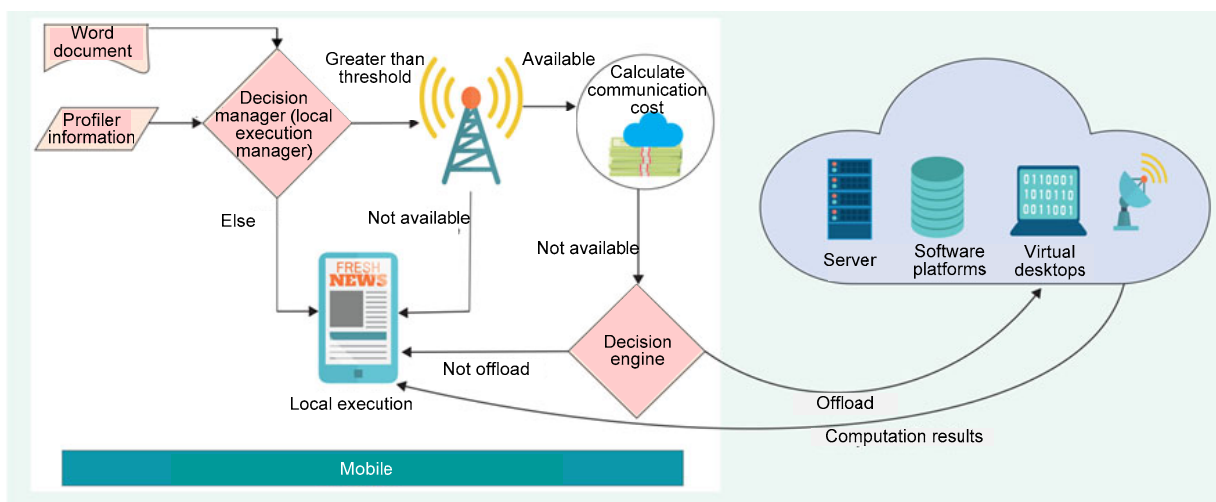 Word
document
Profiler
information
Decision
manager (local
execution
manager)
Greater than
threshold
Available
Calculate
communication
cost
Else
Not available
Not available
FRESH
NEWS
Local execution
Decision
engine
Not offload
Offload
Computation results
Server
Software
platforms
Virtual
desktops
0110001
1010110
0011001
Mobile